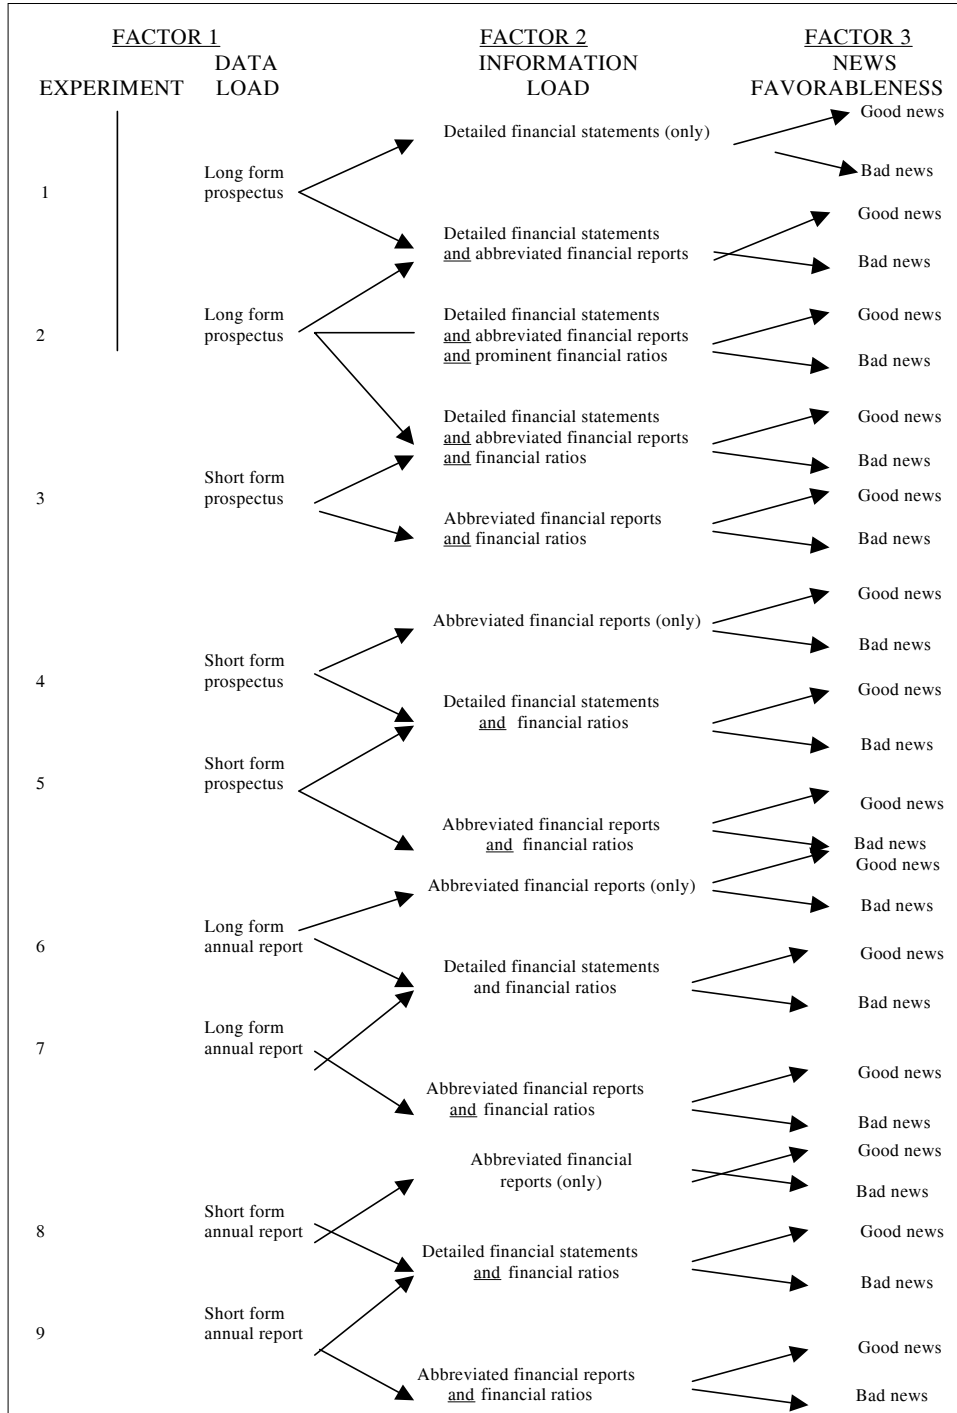 FACTOR 1 FACTOR 2 FACTOR 3
DATA INFORMATION NEWS
EXPERIMENT LOAD LOAD FAVORABLENESS
Good news
Detailed financial statements (only)
Long form
1 prospectus
Bad news
Good news
Detailed financial statements
and abbreviated financial reports
Bad news
Long form
2 prospectus
Detailed financial statements
and abbreviated financial reports
and prominent financial ratios
Good news
Bad news
Detailed financial statements
and abbreviated financial reports
and financial ratios
Good news
Bad news
Short form
3 prospectus
Good news
Abbreviated financial reports
and financial ratios
Bad news
Good news
Abbreviated financial reports (only)
Bad news
Short form
4 prospectus
Good news
Detailed financial statements
and financial ratios
Bad news
Short form
5 prospectus
Good news
Abbreviated financial reports
and financial ratios
Bad news
Good news
Abbreviated financial reports (only)
Bad news
Long form
6 annual report
Good news
Detailed financial statements
and financial ratios
Bad news
Long form
7 annual report
Good news
Abbreviated financial reports
and financial ratios
Bad news
Good news
Abbreviated financial
reports (only)
Bad news
Short form
8 annual report
Good news
Detailed financial statements
and financial ratios
Bad news
Short form
9 annual report
Good news
Abbreviated financial reports
and financial ratios
Bad news